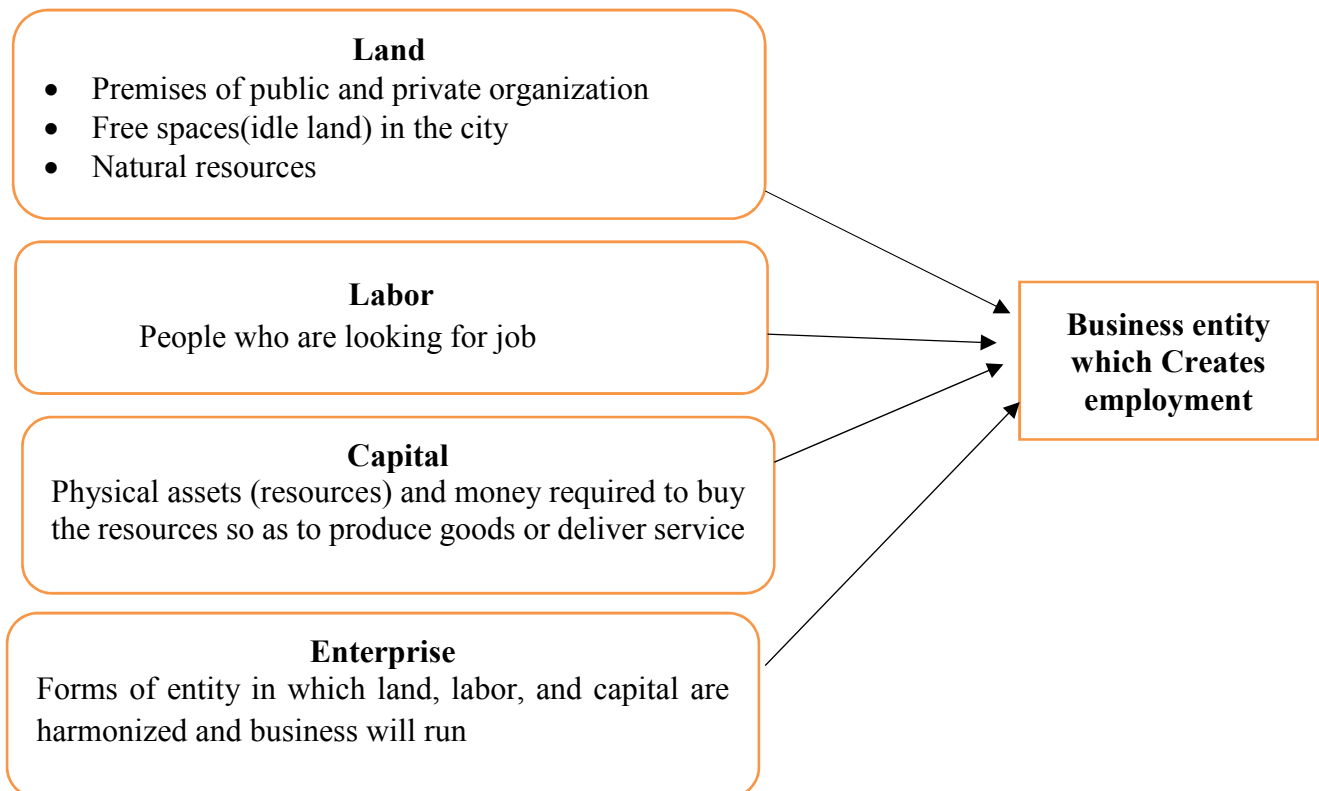 Land
• Premises of public and private organization
• Free spaces(idle land) in the city
• Natural resources
Labor
People who are looking for job
Capital
Physical assets (resources) and money required to buy
the resources so as to produce goods or deliver service
Enterprise
Forms of entity in which land, labor, and capital are
harmonized and business will run
Business entity
which Creates
employment